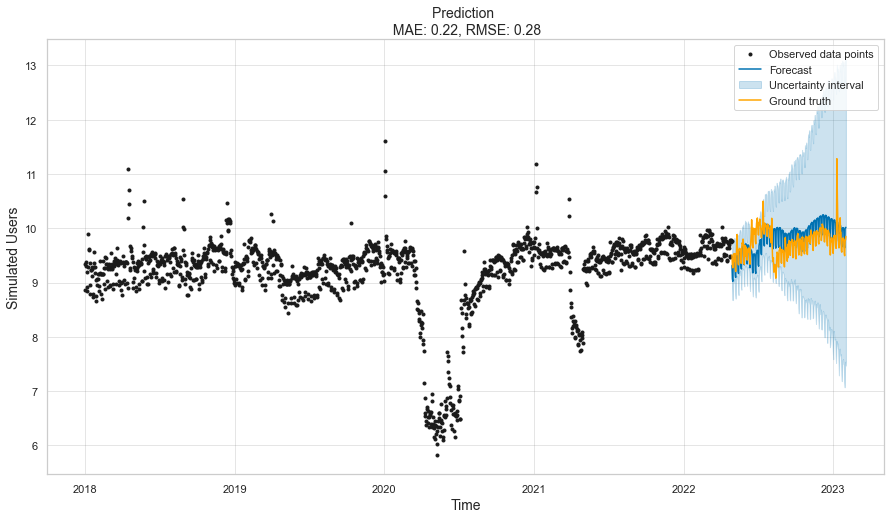 Prediction
MAE: 0.22, RMSE: 0.28
Observed data points
Forecast
Uncertainty interval
Ground truth
Simulated Users
13
12
11
10
9
8
7
6
2018
2019
2020
2021
2022
2023
Time